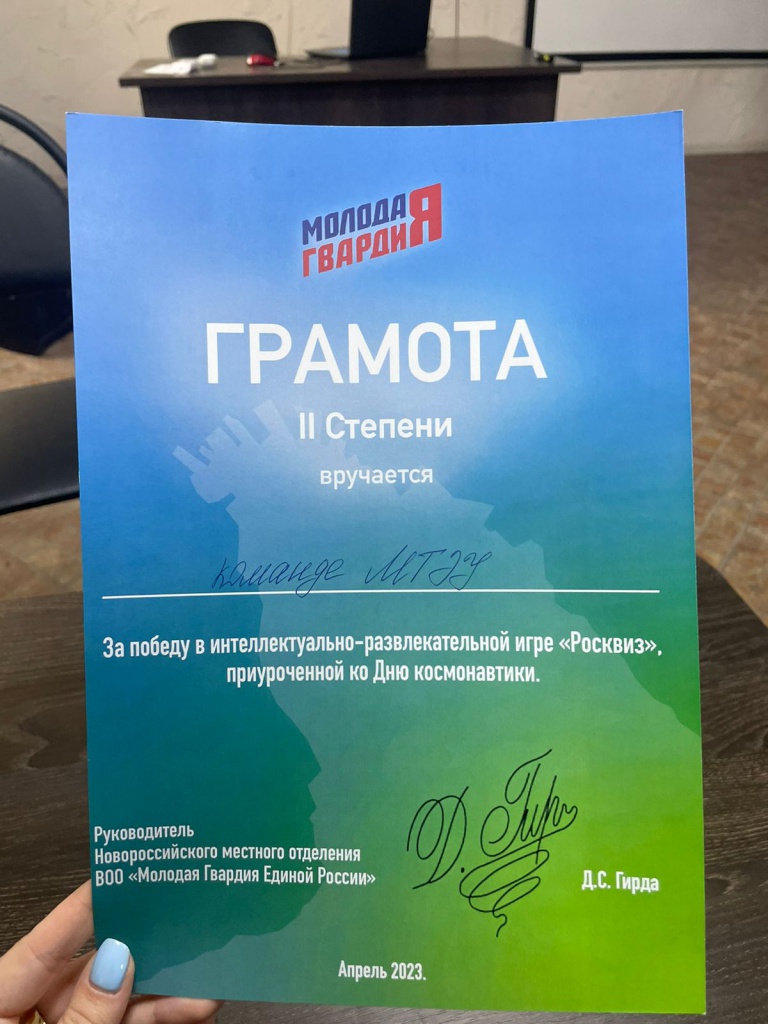 МОЛОДАЯ
ГВАРДИЯ
ГРАМОТА
II Степени
вручается
команде МТЭУ
За победу в интеллектуально-развлекательной игре «Росквиз»,
приуроченной ко Дню космонавтики.
Руководитель
Новороссийского местного отделения
ВОО «Молодая Гвардия Единой России»
Д. Гир
Д.С. Гирда
Апрель 2023.